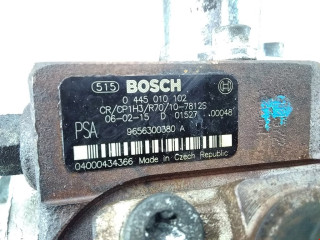 515 BOSCH
0 445 010 102
CR/CP1H3/R70/10-7812S
06-02-15 D 01527 .00048
PSA 9656300380 A
04000434366 Made in Czech Republic